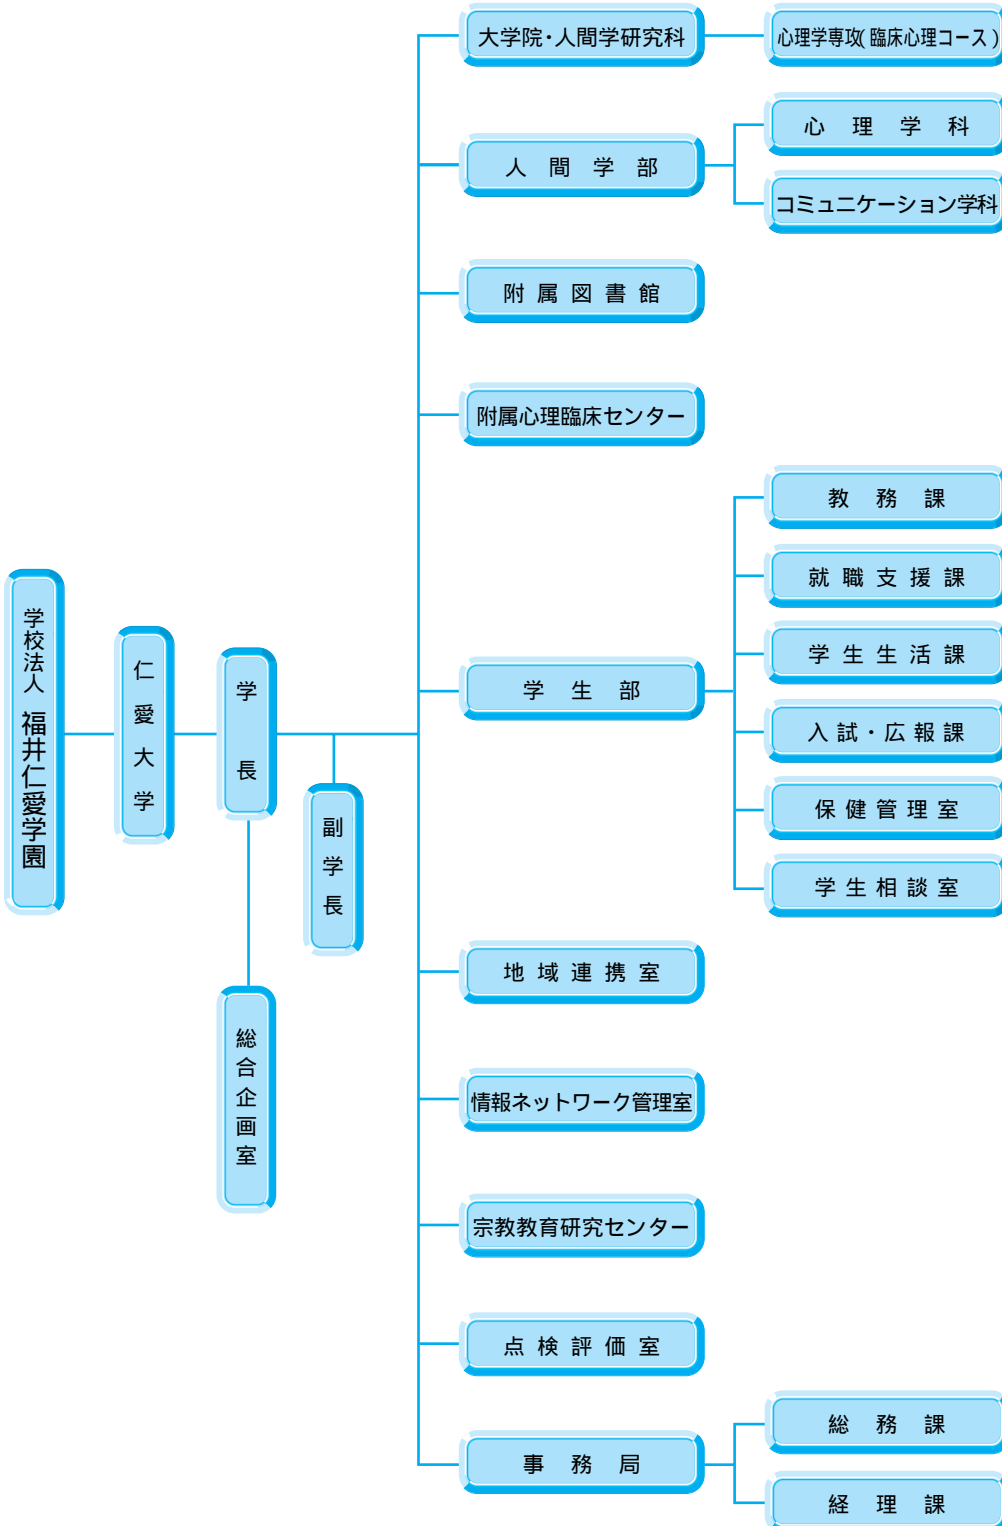 学校法人 福井仁愛学園
仁愛大学
学長
副学長
総合企画室
大学院・人間学研究科
心理学専攻(臨床心理コース)
人間学部
心理学科
コミュニケーション学科
附属図書館
附属心理臨床センター
学生部
教務課
就職支援課
学生生活課
入試・広報課
保健管理室
学生相談室
地域連携室
情報ネットワーク管理室
宗教教育研究センター
点検評価室
事務局
総務課
経理課